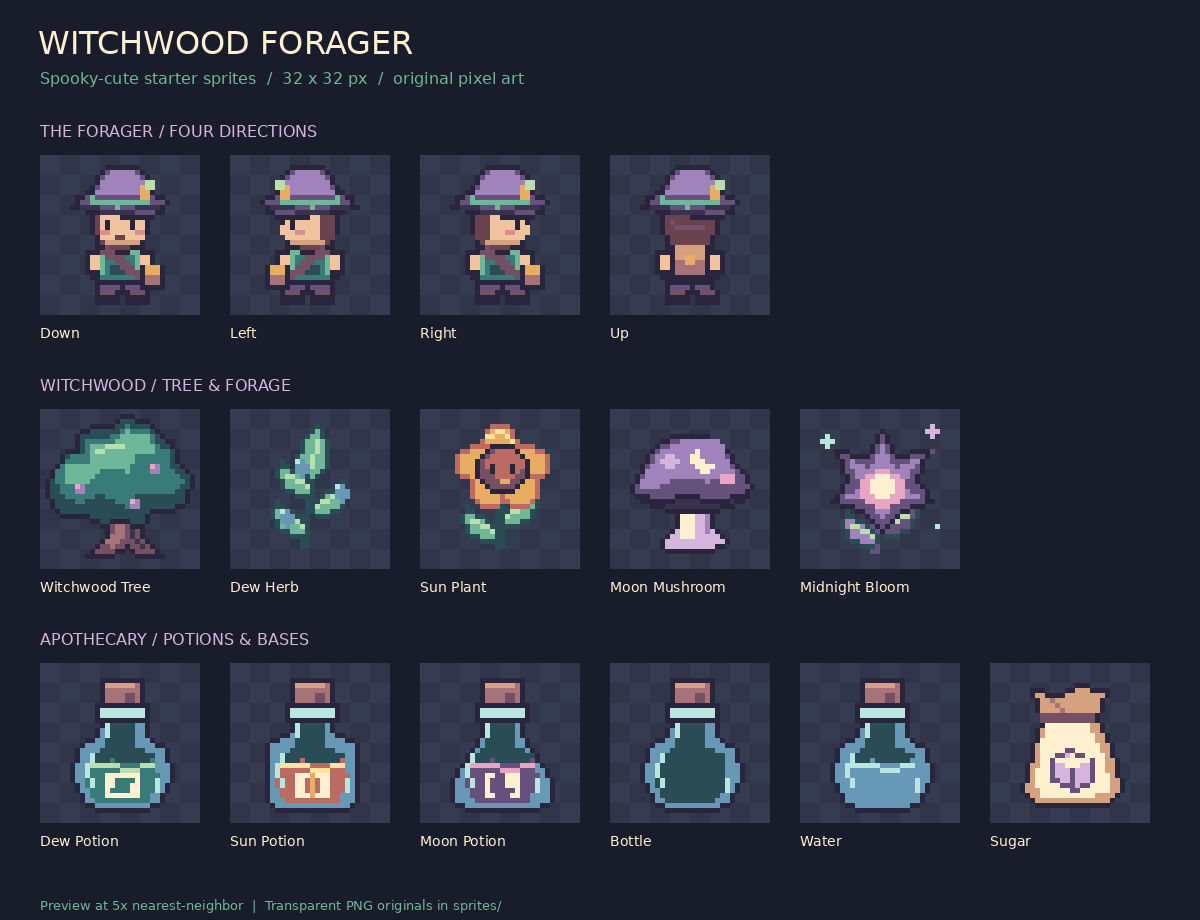 WITCHWOOD FORAGER
Spooky-cute starter sprites / 32 x 32 px / original pixel art
THE FORAGER / FOUR DIRECTIONS
Down Left Right Up
WITCHWOOD / TREE & FORAGE
Witchwood Tree Dew Herb Sun Plant Moon Mushroom Midnight Bloom
APOTHECARY / POTIONS & BASES
Dew Potion Sun Potion Moon Potion Bottle Water Sugar
Preview at 5x nearest-neighbor | Transparent PNG originals in sprites/